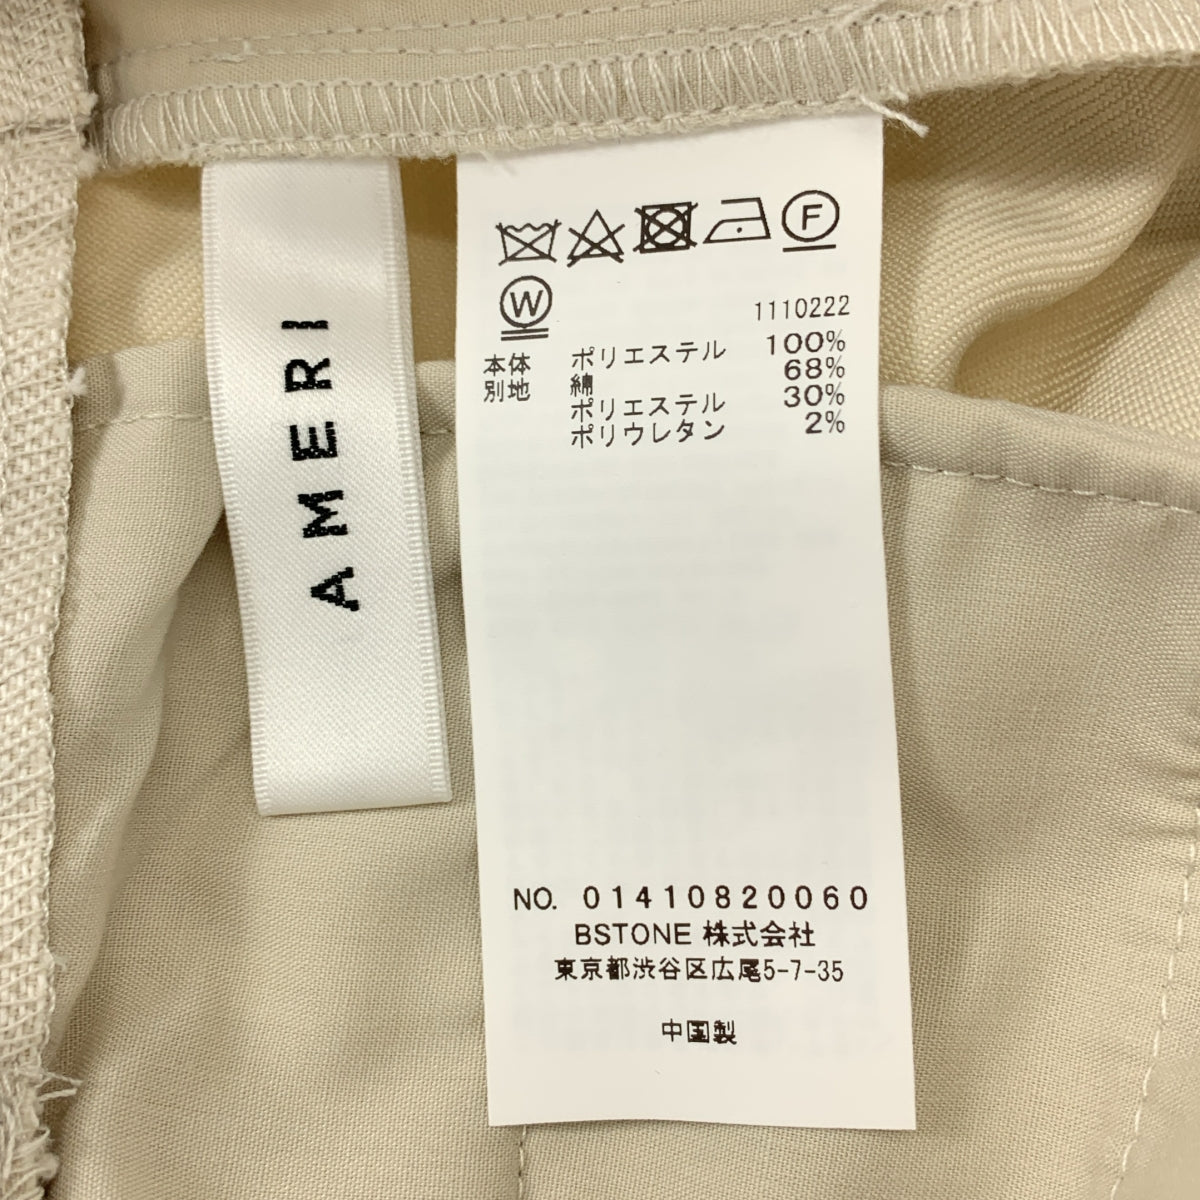 AMERI
F
W
1110222
本体 ポリエステル 100%
別地 綿 68%
ポリエステル 30%
ポリウレタン 2%
NO. 01410820060
BSTONE 株式会社
東京都渋谷区広尾5-7-35
中国製